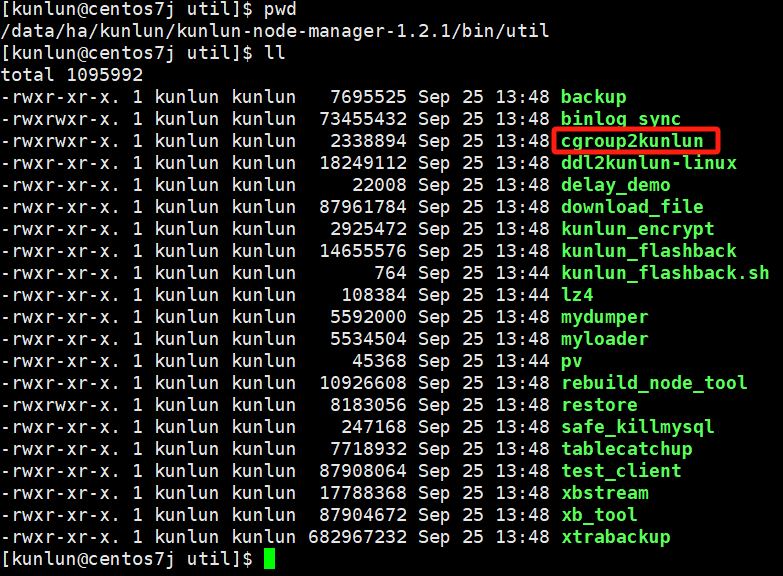 [kunlun@centos7j util]$ pwd
/data/ha/kunlun/kunlun-node-manager-1.2.1/bin/util
[kunlun@centos7j util]$ ll
total 1095992
-rwxr-xr-x. 1 kunlun kunlun   7695525 Sep 25 13:48 backup
-rwxrwxr-x. 1 kunlun kunlun  73455432 Sep 25 13:48 binlog_sync
-rwxrwxr-x. 1 kunlun kunlun   2338894 Sep 25 13:48 cgroup2kunlun
-rwxr-xr-x. 1 kunlun kunlun  18249112 Sep 25 13:48 ddl2kunlun-linux
-rwxr-xr-x. 1 kunlun kunlun     22008 Sep 25 13:48 delay_demo
-rwxr-xr-x. 1 kunlun kunlun  87961784 Sep 25 13:48 download_file
-rwxr-xr-x. 1 kunlun kunlun   2925472 Sep 25 13:48 kunlun_encrypt
-rwxr-xr-x. 1 kunlun kunlun  14655576 Sep 25 13:48 kunlun_flashback
-rwxr-xr-x. 1 kunlun kunlun       764 Sep 25 13:44 kunlun_flashback.sh
-rwxr-xr-x. 1 kunlun kunlun    108384 Sep 25 13:44 lz4
-rwxr-xr-x. 1 kunlun kunlun   5592000 Sep 25 13:48 mydumper
-rwxr-xr-x. 1 kunlun kunlun   5534504 Sep 25 13:48 myloader
-rwxr-xr-x. 1 kunlun kunlun     45368 Sep 25 13:44 pv
-rwxr-xr-x. 1 kunlun kunlun  10926608 Sep 25 13:48 rebuild_node_tool
-rwxrwxr-x. 1 kunlun kunlun   8183056 Sep 25 13:48 restore
-rwxr-xr-x. 1 kunlun kunlun    247168 Sep 25 13:48 safe_killmysql
-rwxr-xr-x. 1 kunlun kunlun   7718932 Sep 25 13:48 tablecatchup
-rwxr-xr-x. 1 kunlun kunlun  87908064 Sep 25 13:48 test_client
-rwxr-xr-x. 1 kunlun kunlun  17788368 Sep 25 13:48 xbstream
-rwxr-xr-x. 1 kunlun kunlun  87904672 Sep 25 13:48 xb_tool
-rwxr-xr-x. 1 kunlun kunlun 682967232 Sep 25 13:48 xtrabackup
[kunlun@centos7j util]$